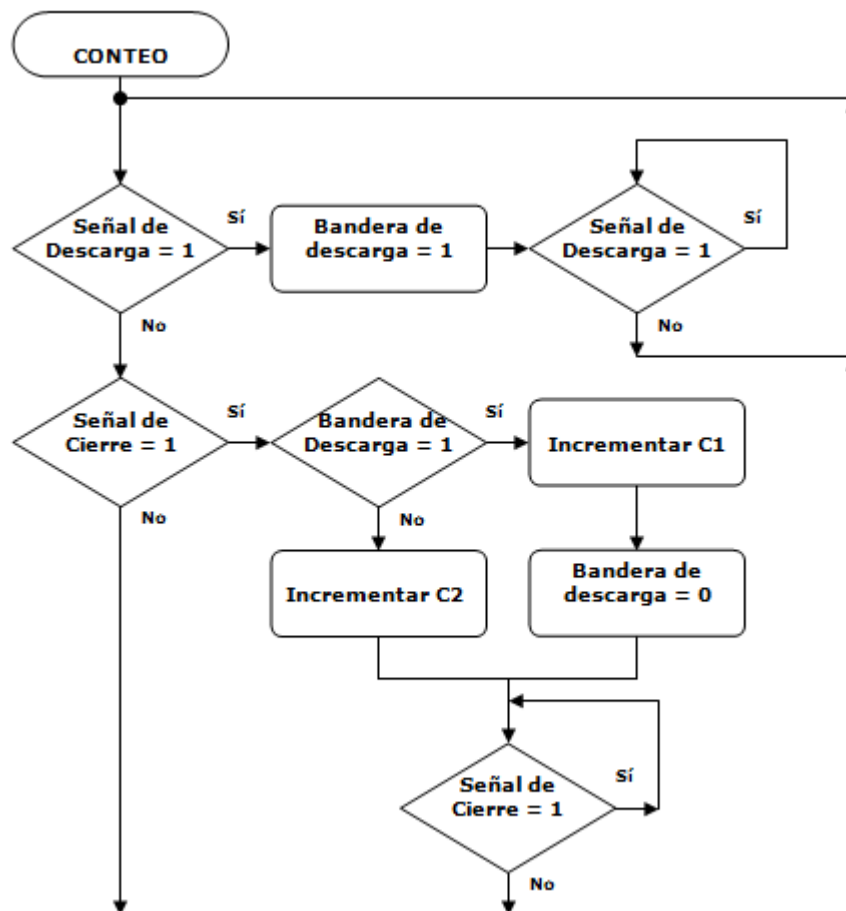 CONTEO
Señal de
Descarga = 1
Sí
Bandera de
descarga = 1
Señal de
Descarga = 1
Sí
No
No
Señal de
Cierre = 1
Sí
Bandera de
Descarga = 1
Sí
Incrementar C1
No
No
Incrementar C2
Bandera de
descarga = 0
Señal de
Cierre = 1
Sí
No